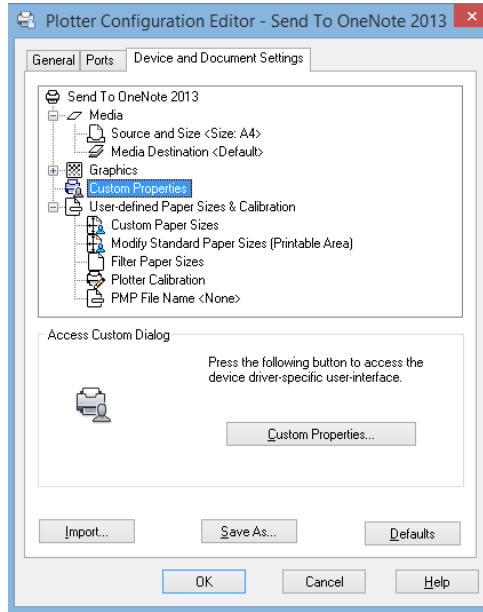 Plotter Configuration Editor - Send To OneNote 2013
General Ports Device and Document Settings
Send To OneNote 2013
Media
Source and Size <Size: A4>
Media Destination <Default>
Graphics
Custom Properties
User-defined Paper Sizes & Calibration
Custom Paper Sizes
Modify Standard Paper Sizes (Printable Area)
Filter Paper Sizes
Plotter Calibration
PMP File Name <None>
Access Custom Dialog
Press the following button to access the
device driver-specific user-interface.
Custom Properties...
Import... Save As... Defaults
OK Cancel Help